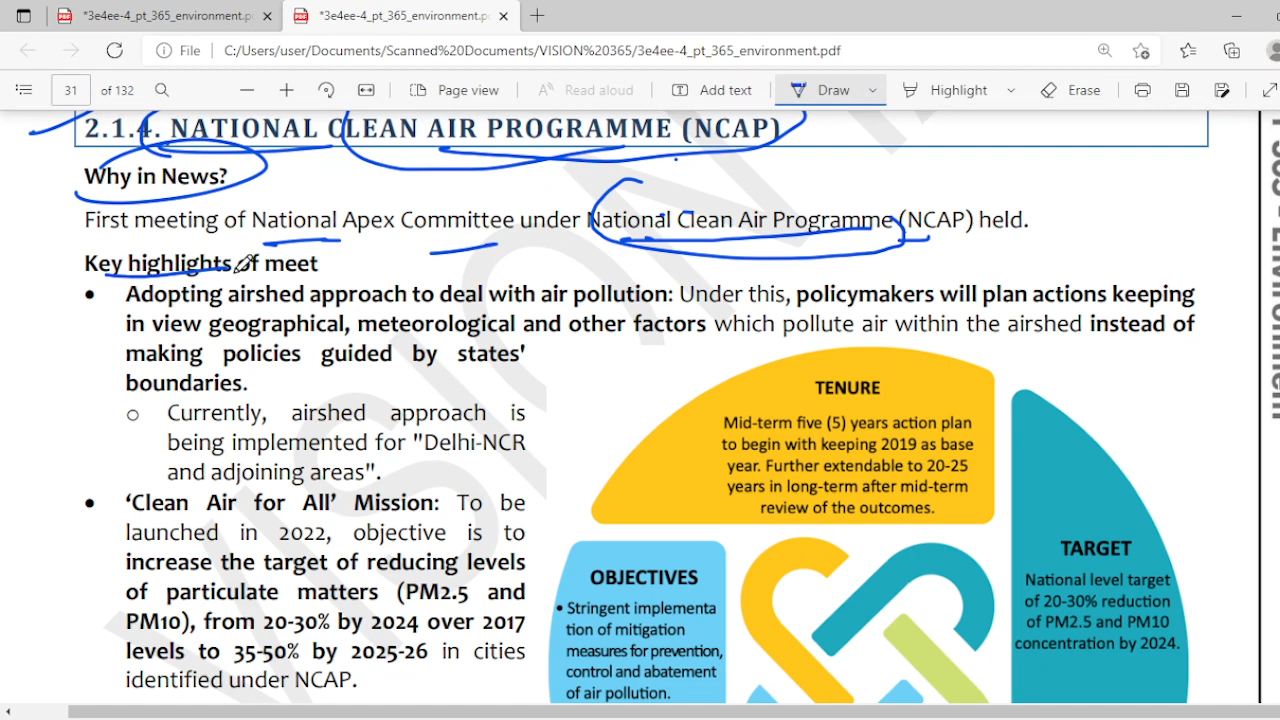 *3e4ee-4_pt_365_environment.p
*3e4ee-4_pt_365_environment.p
File
C:/Users/user/Documents/Scanned%20Documents/VISION%20365/3e4ee-4_pt_365_environment.pdf
31 of 132
Page view
Read aloud
Add text
Draw
Highlight
Erase
2.1.4. NATIONAL CLEAN AIR PROGRAMME (NCAP)
Why in News?
First meeting of National Apex Committee under National Clean Air Programme (NCAP) held.
Key highlights of meet
• Adopting airshed approach to deal with air pollution: Under this, policymakers will plan actions keeping
in view geographical, meteorological and other factors which pollute air within the airshed instead of
making policies guided by states'
boundaries.
o Currently, airshed approach is
being implemented for "Delhi-NCR
and adjoining areas".
• ‘Clean Air for All’ Mission: To be
launched in 2022, objective is to
increase the target of reducing levels
of particulate matters (PM2.5 and
PM10), from 20-30% by 2024 over 2017
levels to 35-50% by 2025-26 in cities
identified under NCAP.
TENURE
Mid-term five (5) years action plan
to begin with keeping 2019 as base
year. Further extendable to 20-25
years in long-term after mid-term
review of the outcomes.
OBJECTIVES
• Stringent implementa
tion of mitigation
measures for prevention,
control and abatement
of air pollution.
TARGET
National level target
of 20-30% reduction
of PM2.5 and PM10
concentration by 2024.